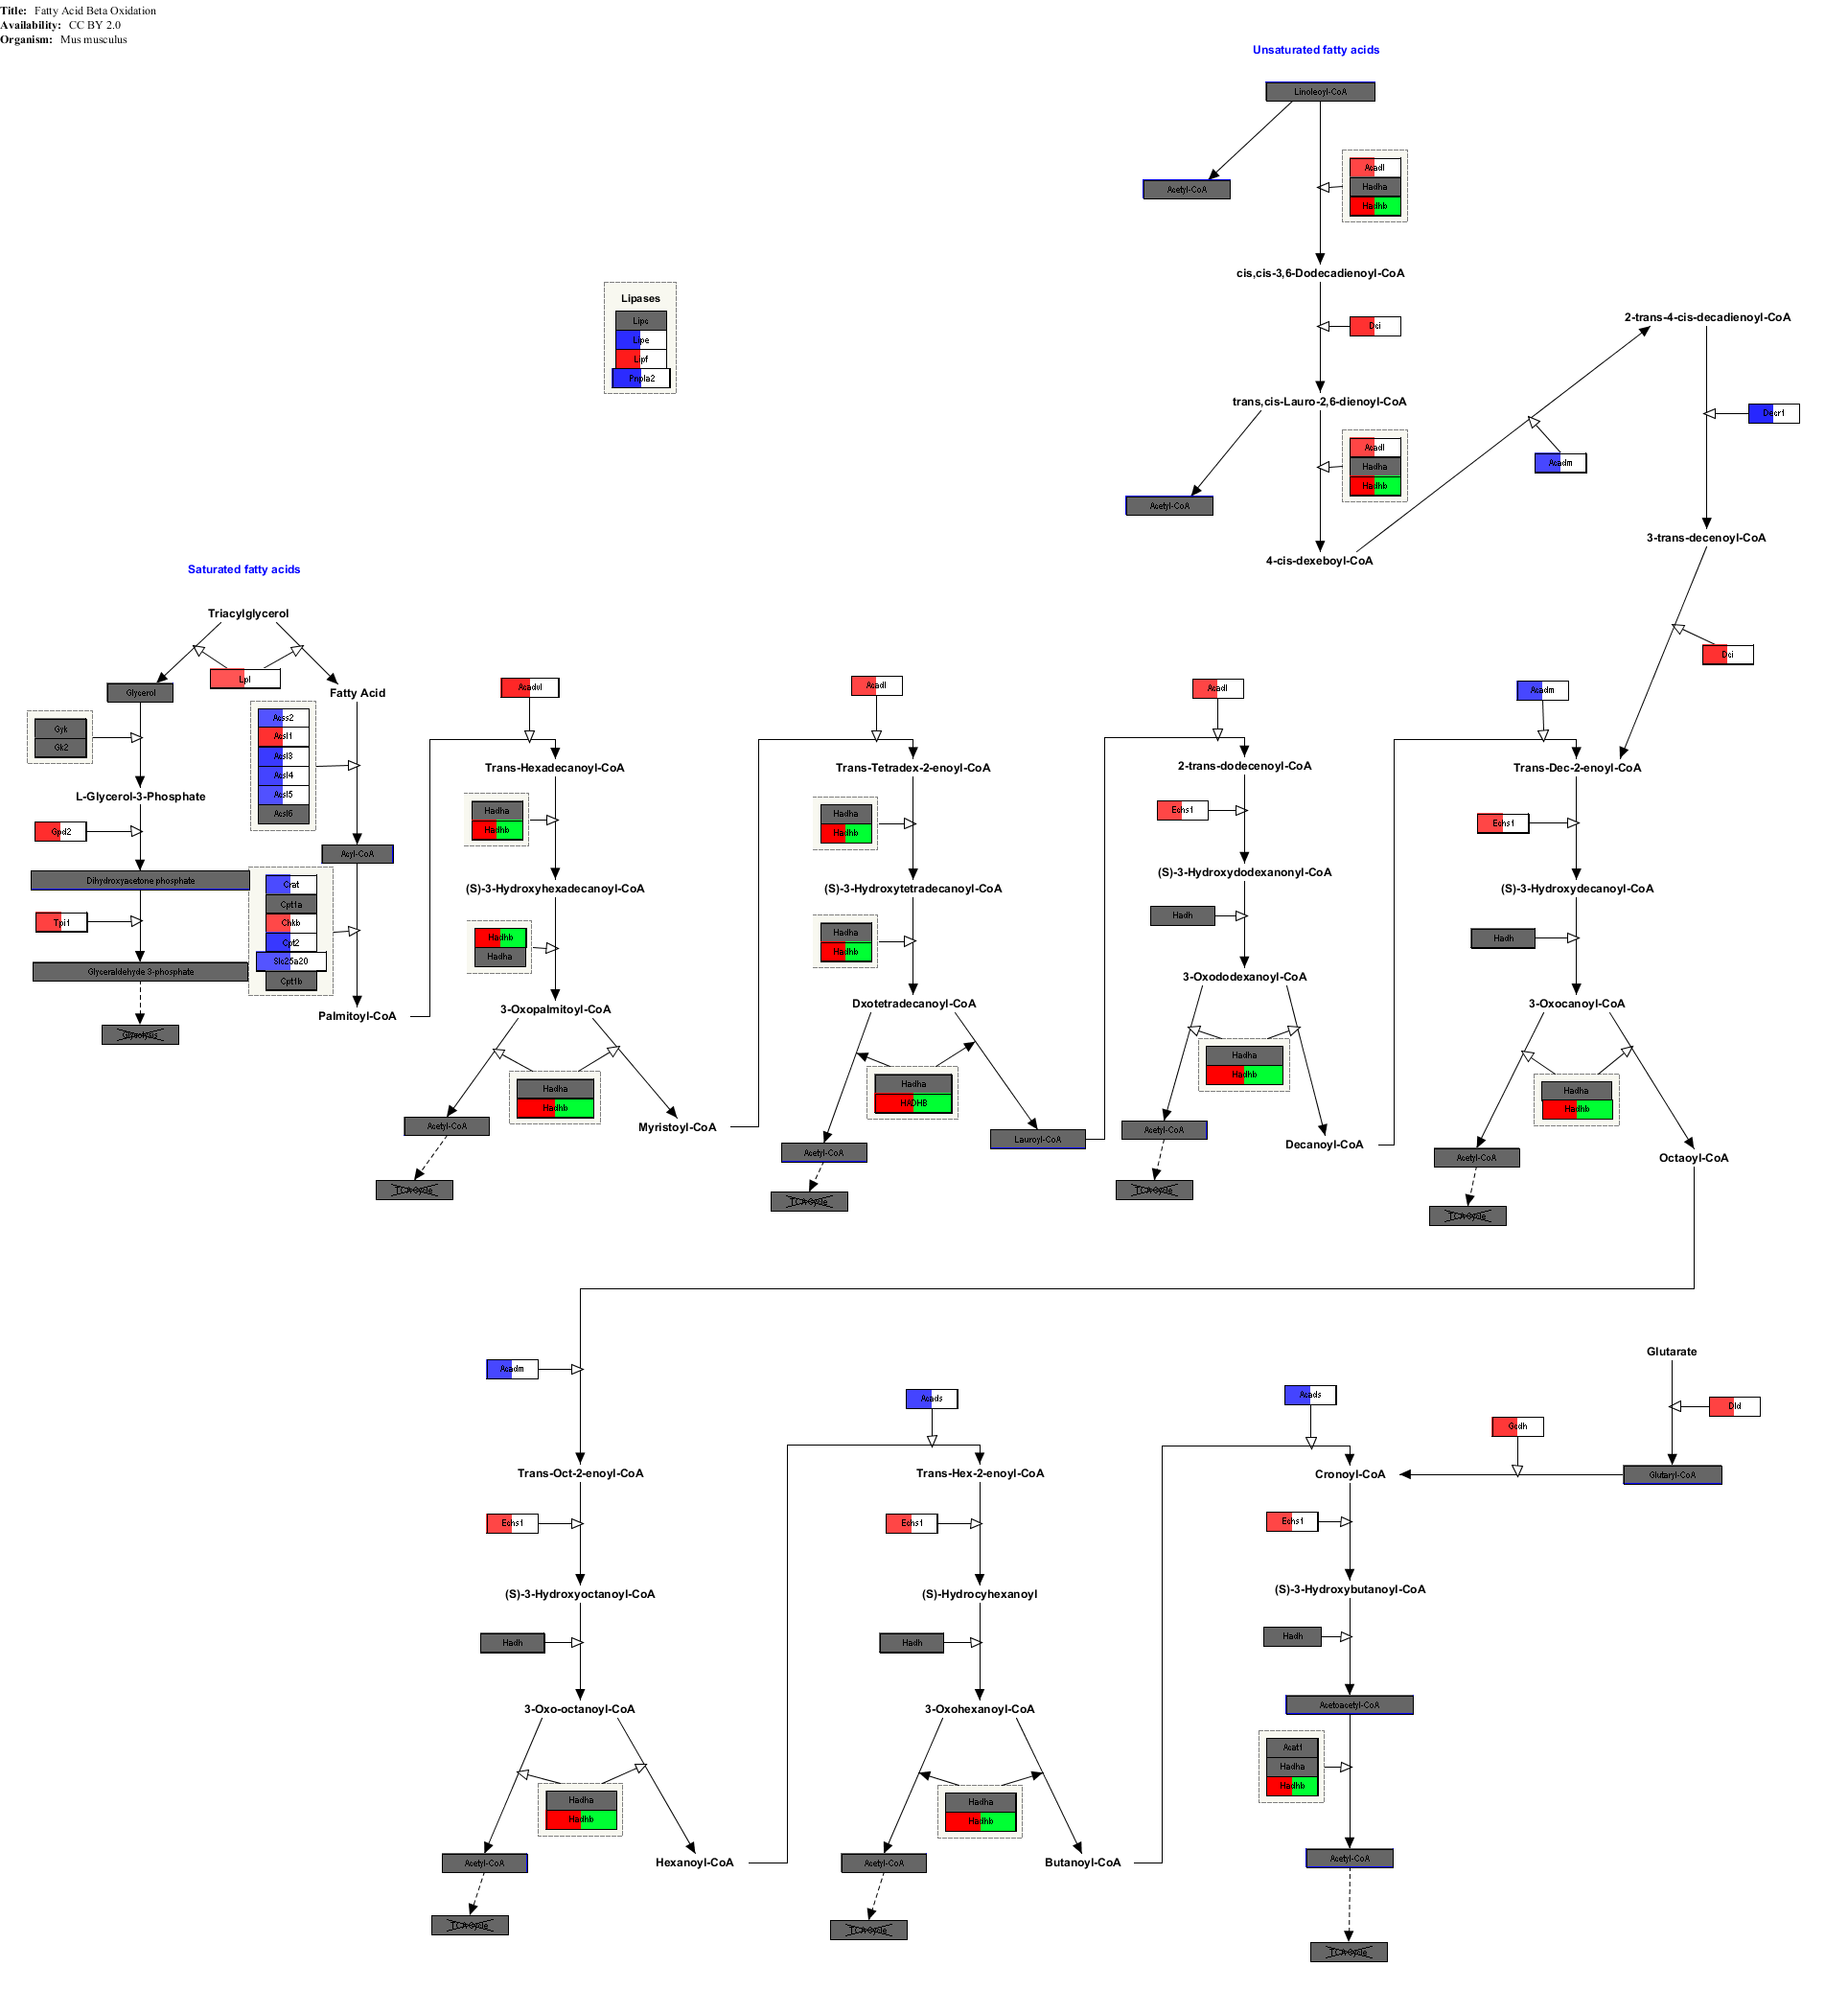 Title: Fatty Acid Beta Oxidation
Availability: CC BY 2.0
Organism: Mus musculus
Unsaturated fatty acids
Linoleoyl-CoA
Acetyl-CoA
Acadl
Hadha
Hadhb
cis,cis-3,6-Dodecadienoyl-CoA
Dci
trans,cis-Lauro-2,6-dienoyl-CoA
Acadl
Hadha
Hadhb
Acetyl-CoA
4-cis-dexeboyl-CoA
Acadm
2-trans-4-cis-decadienoyl-CoA
Decr1
3-trans-decenoyl-CoA
Dci
Lipases
Lipc
Lipe
Lipf
Pnpla2
Saturated fatty acids
Triacylglycerol
Lpl
Glycerol
Fatty Acid
Gyk
Gk2
Acss2
Acsl1
Acsl3
Acsl4
Acsl5
Acsl6
L-Glycerol-3-Phosphate
Gpd2
Acyl-CoA
Dihydroxyacetone phosphate
Tpi1
Crat
Cpt1a
Chkb
Cpt2
Slc25a20
Cpt1b
Glyceraldehyde 3-phosphate
Glycolysis
Palmitoyl-CoA
Acadvl
Trans-Hexadecanoyl-CoA
Hadha
Hadhb
(S)-3-Hydroxyhexadecanoyl-CoA
Hadhb
Hadha
3-Oxopalmitoyl-CoA
Hadha
Hadhb
Acetyl-CoA
TCA Cycle
Myristoyl-CoA
Acadl
Trans-Tetradex-2-enoyl-CoA
Hadha
Hadhb
(S)-3-Hydroxytetradecanoyl-CoA
Hadha
Hadhb
Dxotetradecanoyl-CoA
Hadha
HADHB
Acetyl-CoA
TCA Cycle
Lauroyl-CoA
Acadl
2-trans-dodecenoyl-CoA
Echs1
(S)-3-Hydroxydodexanonyl-CoA
Hadh
3-Oxododexanoyl-CoA
Hadha
Hadhb
Acetyl-CoA
TCA Cycle
Decanoyl-CoA
Acadm
Trans-Dec-2-enoyl-CoA
Echs1
(S)-3-Hydroxydecanoyl-CoA
Hadh
3-Oxocanoyl-CoA
Hadha
Hadhb
Acetyl-CoA
TCA Cycle
Octaoyl-CoA
Acadm
Trans-Oct-2-enoyl-CoA
Echs1
(S)-3-Hydroxyoctanoyl-CoA
Hadh
3-Oxo-octanoyl-CoA
Hadha
Hadhb
Acetyl-CoA
TCA Cycle
Hexanoyl-CoA
Acads
Trans-Hex-2-enoyl-CoA
Echs1
(S)-Hydrocyhexanoyl
Hadh
3-Oxohexanoyl-CoA
Hadha
Hadhb
Acetyl-CoA
TCA Cycle
Butanoyl-CoA
Acads
Cronoyl-CoA
Gcdh
Glutarate
Dld
Glutaryl-CoA
Echs1
(S)-3-Hydroxybutanoyl-CoA
Hadh
Acetoacetyl-CoA
Acat1
Hadha
Hadhb
Acetyl-CoA
TCA Cycle